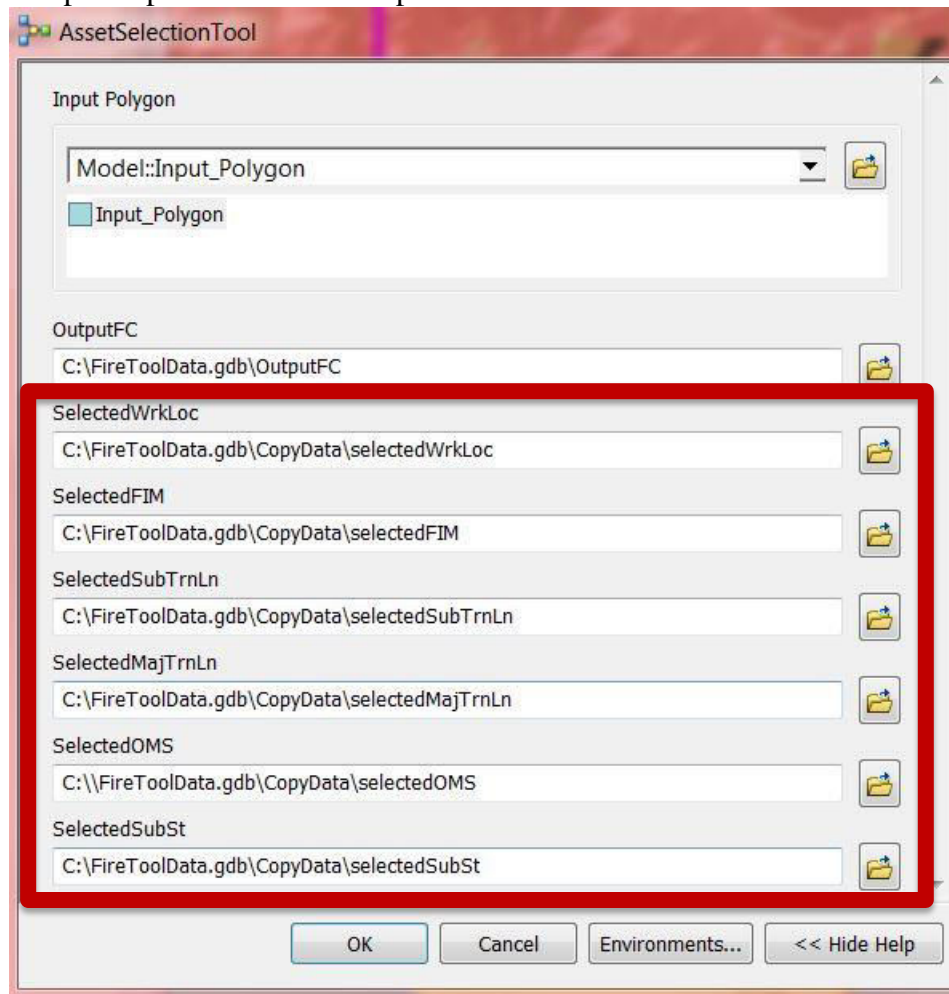 AssetSelectionTool
Input Polygon
Model::Input_Polygon
Input_Polygon
OutputFC
C:\FireToolData.gdb\OutputFC
SelectedWrkLoc
C:\FireToolData.gdb\CopyData\selectedWrkLoc
SelectedFIM
C:\FireToolData.gdb\CopyData\selectedFIM
SelectedSubTrnLn
C:\FireToolData.gdb\CopyData\selectedSubTrnLn
SelectedMajTrnLn
C:\FireToolData.gdb\CopyData\selectedMajTrnLn
SelectedOMS
C:\\FireToolData.gdb\CopyData\selectedOMS
SelectedSubSt
C:\FireToolData.gdb\CopyData\selectedSubSt
OK Cancel Environments... << Hide Help